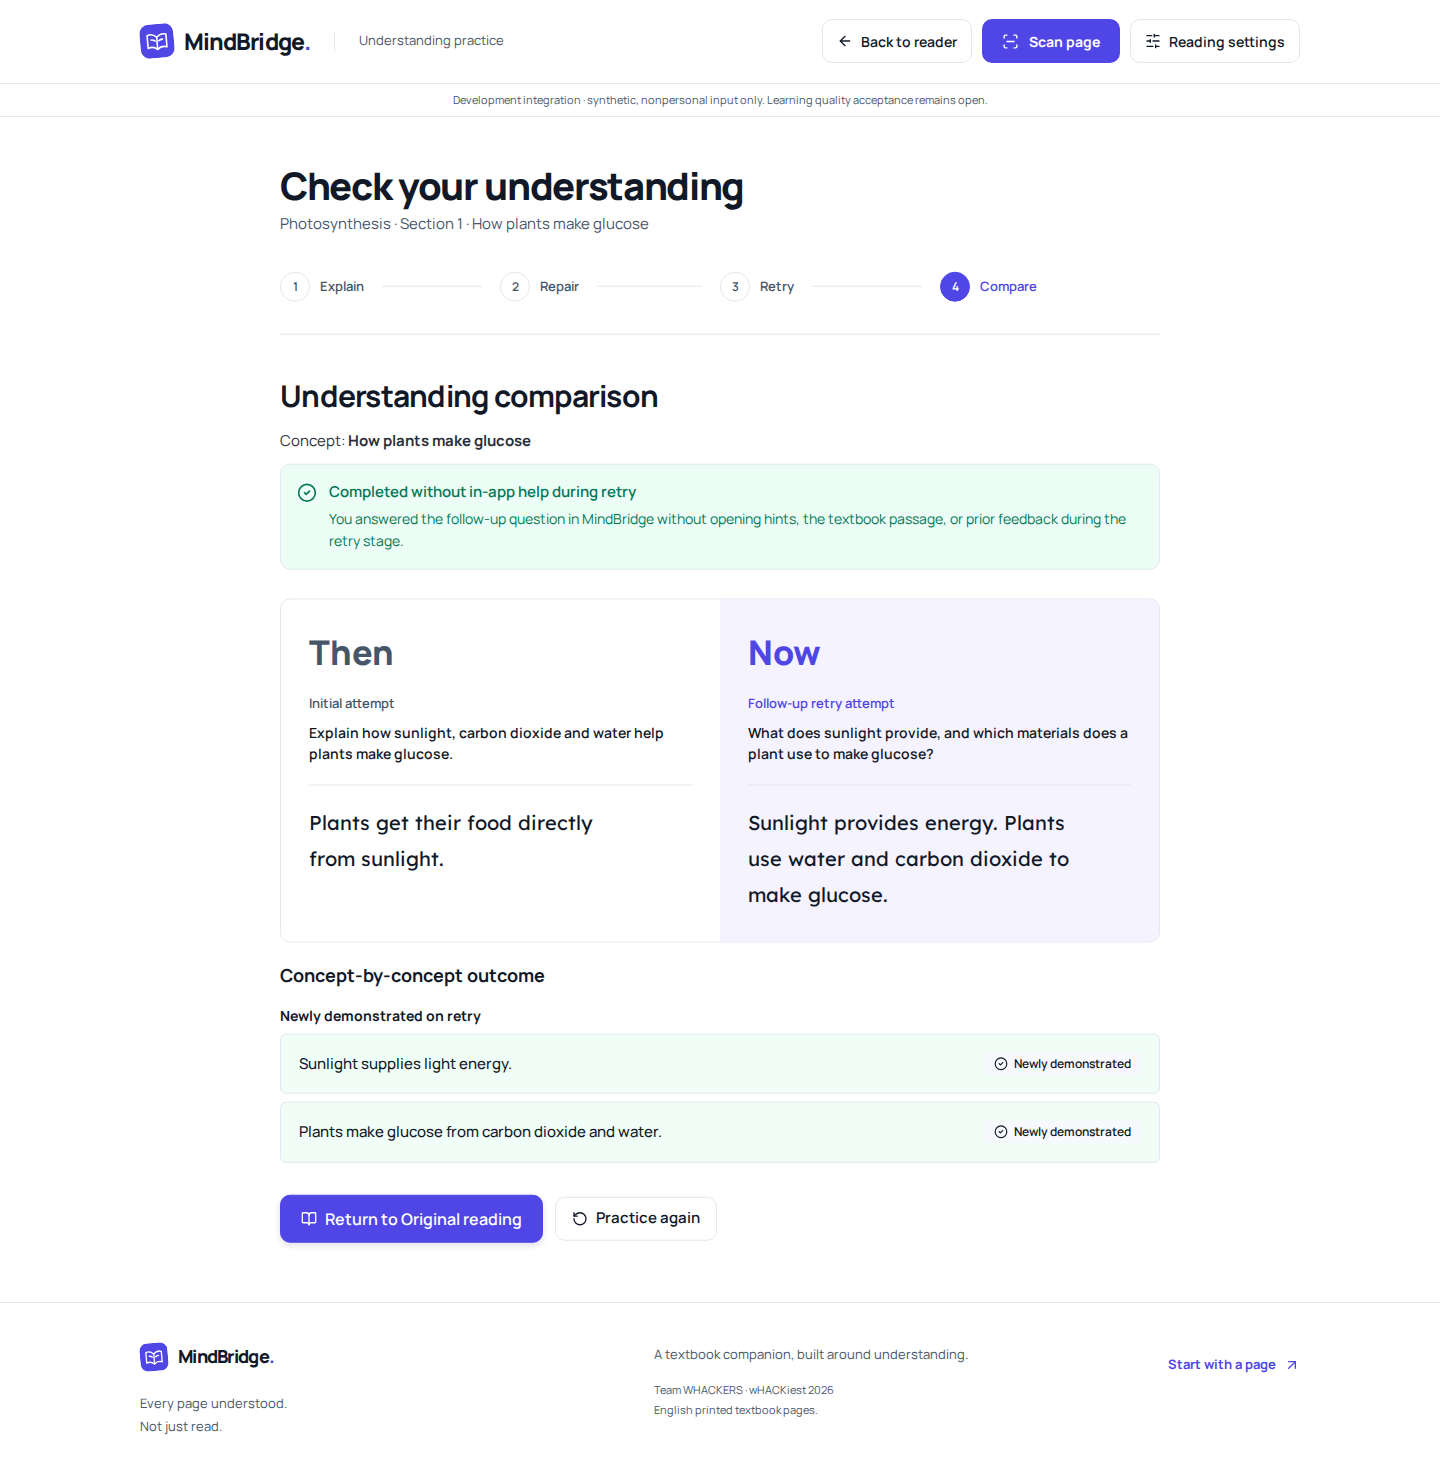 MindBridge.
Understanding practice
Back to reader
Scan page
Reading settings
Development integration · synthetic, nonpersonal input only. Learning quality acceptance remains open.
Check your understanding
Photosynthesis · Section 1 · How plants make glucose
1 Explain
2 Repair
3 Retry
4 Compare
Understanding comparison
Concept: How plants make glucose
Completed without in-app help during retry
You answered the follow-up question in MindBridge without opening hints, the textbook passage, or prior feedback during the
retry stage.
Then
Initial attempt
Explain how sunlight, carbon dioxide and water help
plants make glucose.
Plants get their food directly
from sunlight.
Now
Follow-up retry attempt
What does sunlight provide, and which materials does a
plant use to make glucose?
Sunlight provides energy. Plants
use water and carbon dioxide to
make glucose.
Concept-by-concept outcome
Newly demonstrated on retry
Sunlight supplies light energy.
Newly demonstrated
Plants make glucose from carbon dioxide and water.
Newly demonstrated
Return to Original reading
Practice again
MindBridge.
Every page understood.
Not just read.
A textbook companion, built around understanding.
Team WHACKERS · wHACKiest 2026
English printed textbook pages.
Start with a page